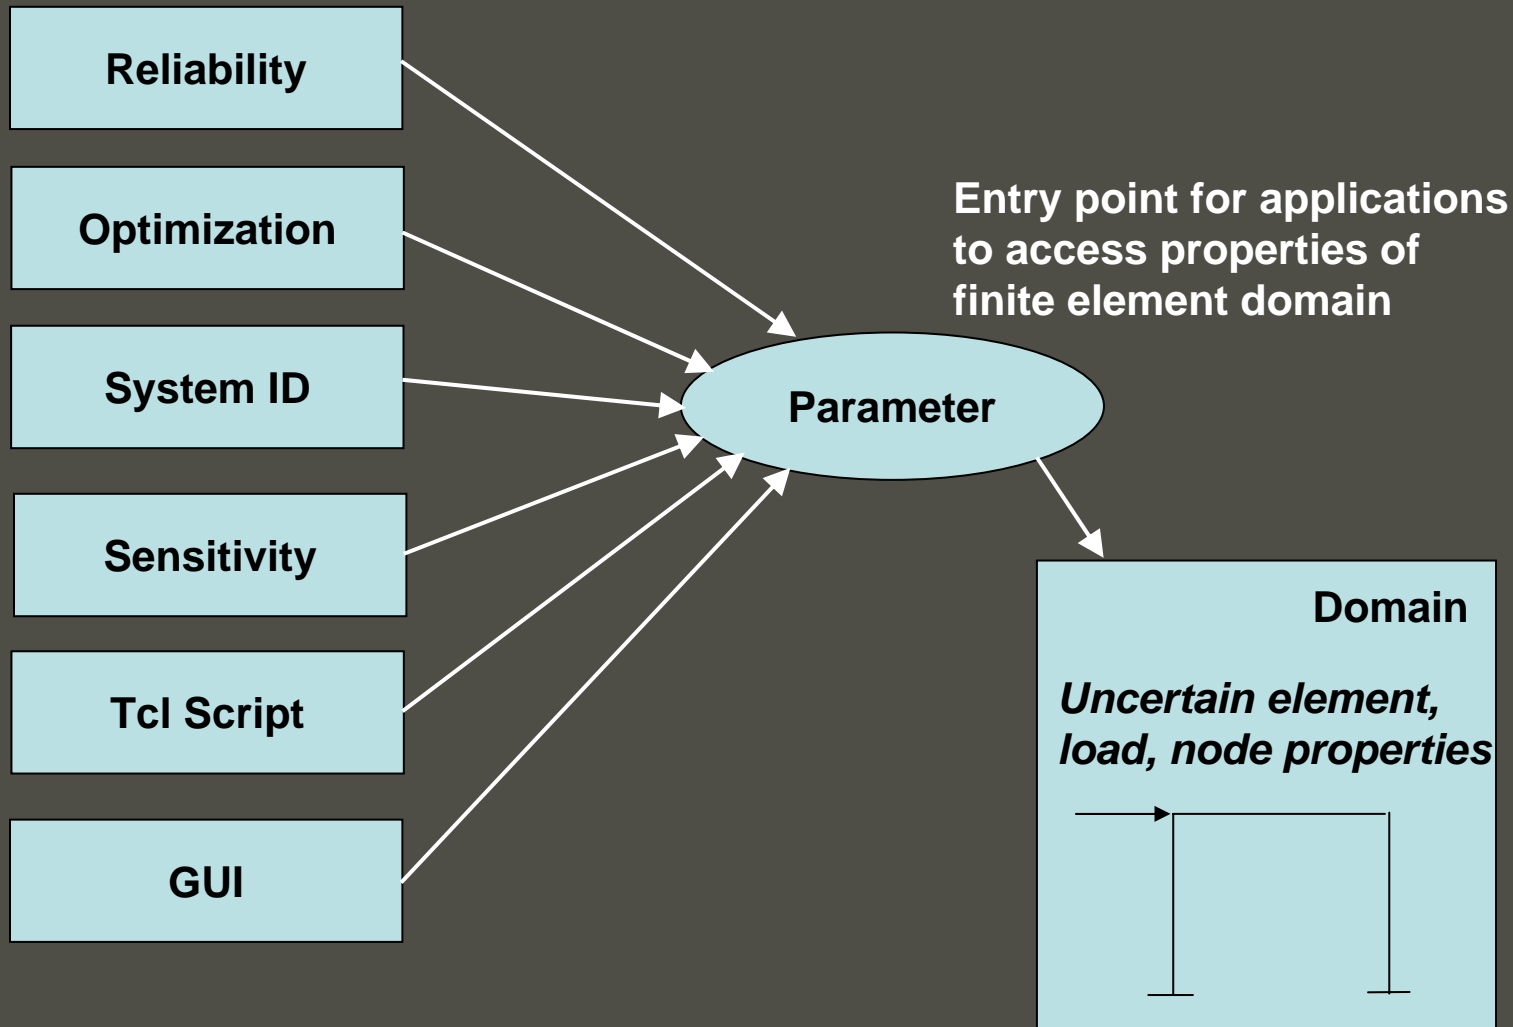 Reliability
Optimization
System ID
Sensitivity
Tcl Script
GUI
Entry point for applications
to access properties of
finite element domain
Parameter
Domain
Uncertain element,
load, node properties